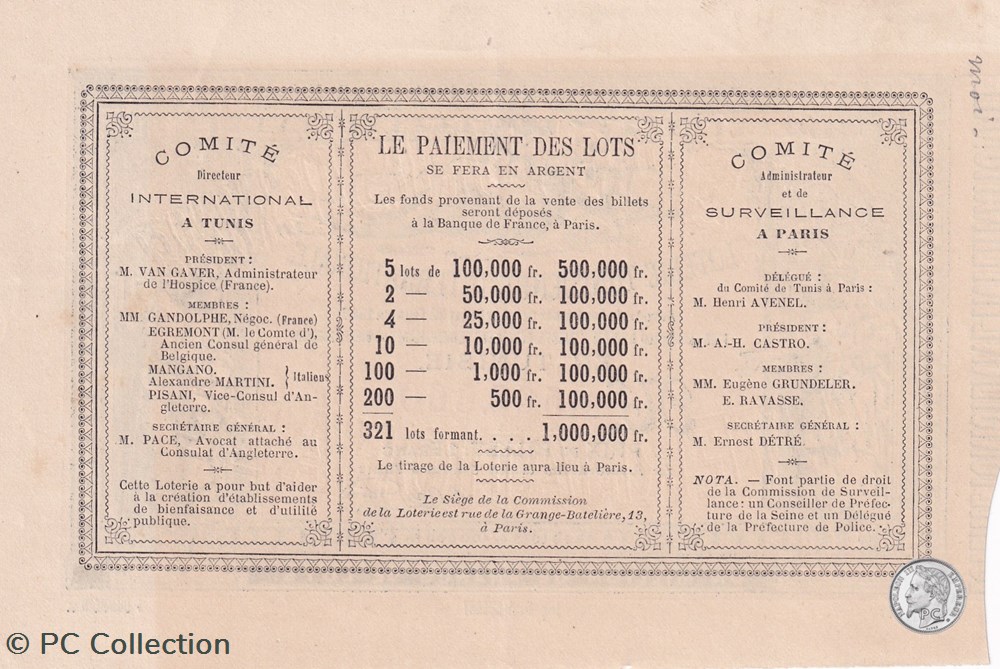 COMITÉ
Directeur
INTERNATIONAL
A TUNIS
PRÉSIDENT :
M. VAN GAVER, Administrateur
de l'Hospice (France).
MEMBRES :
MM. GANDOLPHE, Négoc. (France)
EGREMONT (M. le Comte d'),
Ancien Consul général de
Belgique.
MANGANO.
Alexandre MARTINI. } Italiens
PISANI, Vice-Consul d'An-
gleterre.
SECRÉTAIRE GÉNÉRAL :
M. PACE, Avocat attaché au
Consulat d'Angleterre.
Cette Loterie a pour but d'aider
à la création d'établissements
de bienfaisance et d'utilité
publique.
LE PAIEMENT DES LOTS
SE FERA EN ARGENT
Les fonds provenant de la vente des billets
seront déposés
à la Banque de France, à Paris.
5 lots de 100,000 fr. 500,000 fr.
2 — 50,000 fr. 100,000 fr.
4 — 25,000 fr. 100,000 fr.
10 — 10,000 fr. 100,000 fr.
100 — 1,000 fr. 100,000 fr.
200 — 500 fr. 100,000 fr.
321 lots formant. . . . 1,000,000 fr.
Le tirage de la Loterie aura lieu à Paris.
Le Siège de la Commission
de la Loterie est rue de la Grange-Batelière, 13,
à Paris.
COMITÉ
Administrateur
et de
SURVEILLANCE
A PARIS
DÉLÉGUÉ :
du Comité de Tunis à Paris :
M. Henri AVENEL.
PRÉSIDENT :
M. A.-H. CASTRO.
MEMBRES :
MM. Eugène GRUNDELER.
E. RAVASSE.
SECRÉTAIRE GÉNÉRAL :
M. Ernest DÉTRÉ.
NOTA. — Font partie de droit
de la Commission de Surveil-
lance : un Conseiller de Préfec-
ture de la Seine et un Délégué
de la Préfecture de Police.
PC
© PC Collection